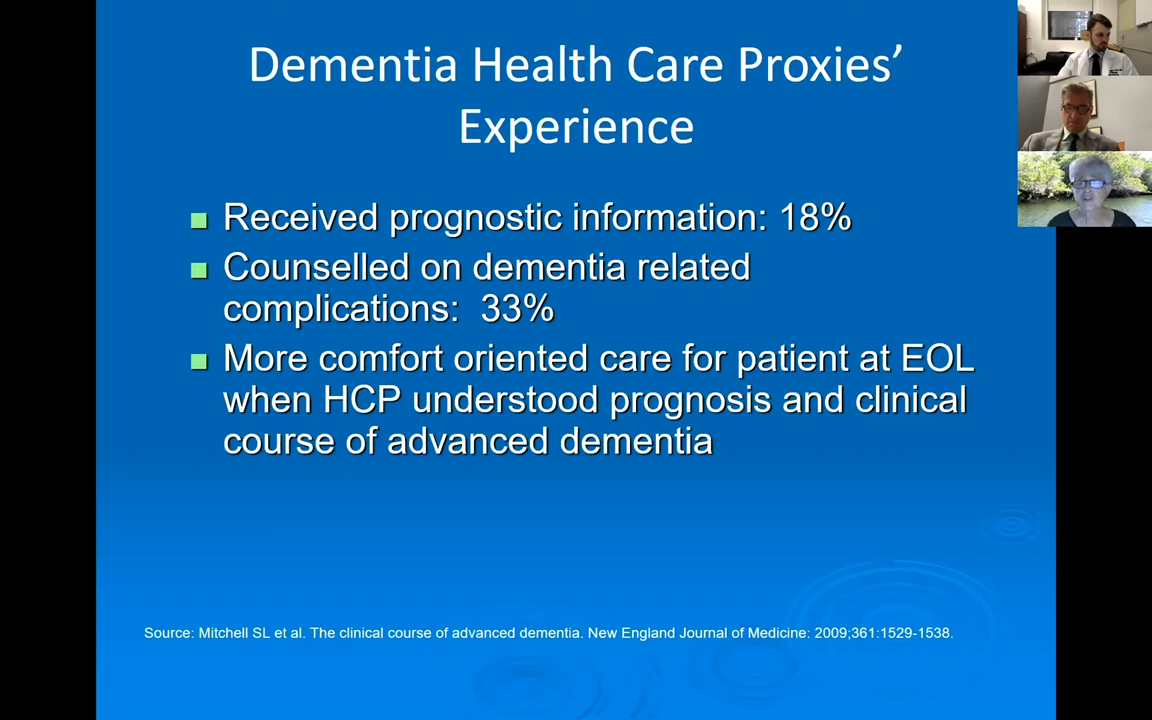 Dementia Health Care Proxies’
Experience
Received prognostic information: 18%
Counselled on dementia related
complications: 33%
More comfort oriented care for patient at EOL
when HCP understood prognosis and clinical
course of advanced dementia
Source: Mitchell SL et al. The clinical course of advanced dementia. New England Journal of Medicine: 2009;361:1529-1538.